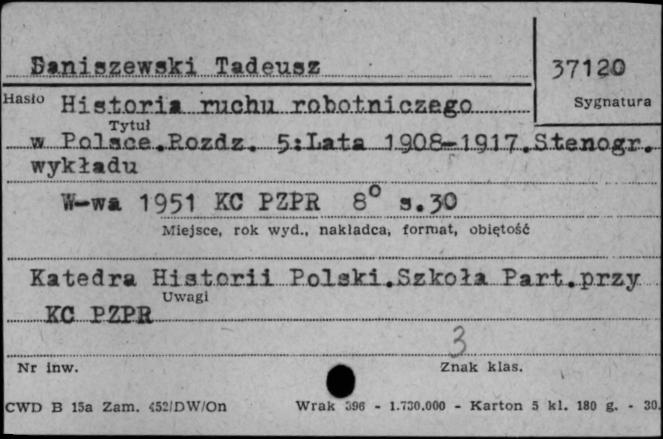 Daniszewski Tadeusz
37120
Hasło
Sygnatura
Historia ruchu robotniczego
Tytuł
w Polsce.Rozdz. 5:Lata 1908-1917.Stenogr.
wykładu
W-wa 1951 KC PZPR 8° s.30
Miejsce, rok wyd., nakładca, format, objętość
Katedra Historii Polski.Szkoła Part.przy
Uwagi
KC PZPR
3
Nr inw.
Znak klas.
CWD B 15a Zam. 452/DW/On
Wrak 396 - 1.730.000 - Karton 5 kl. 180 g. - 30.